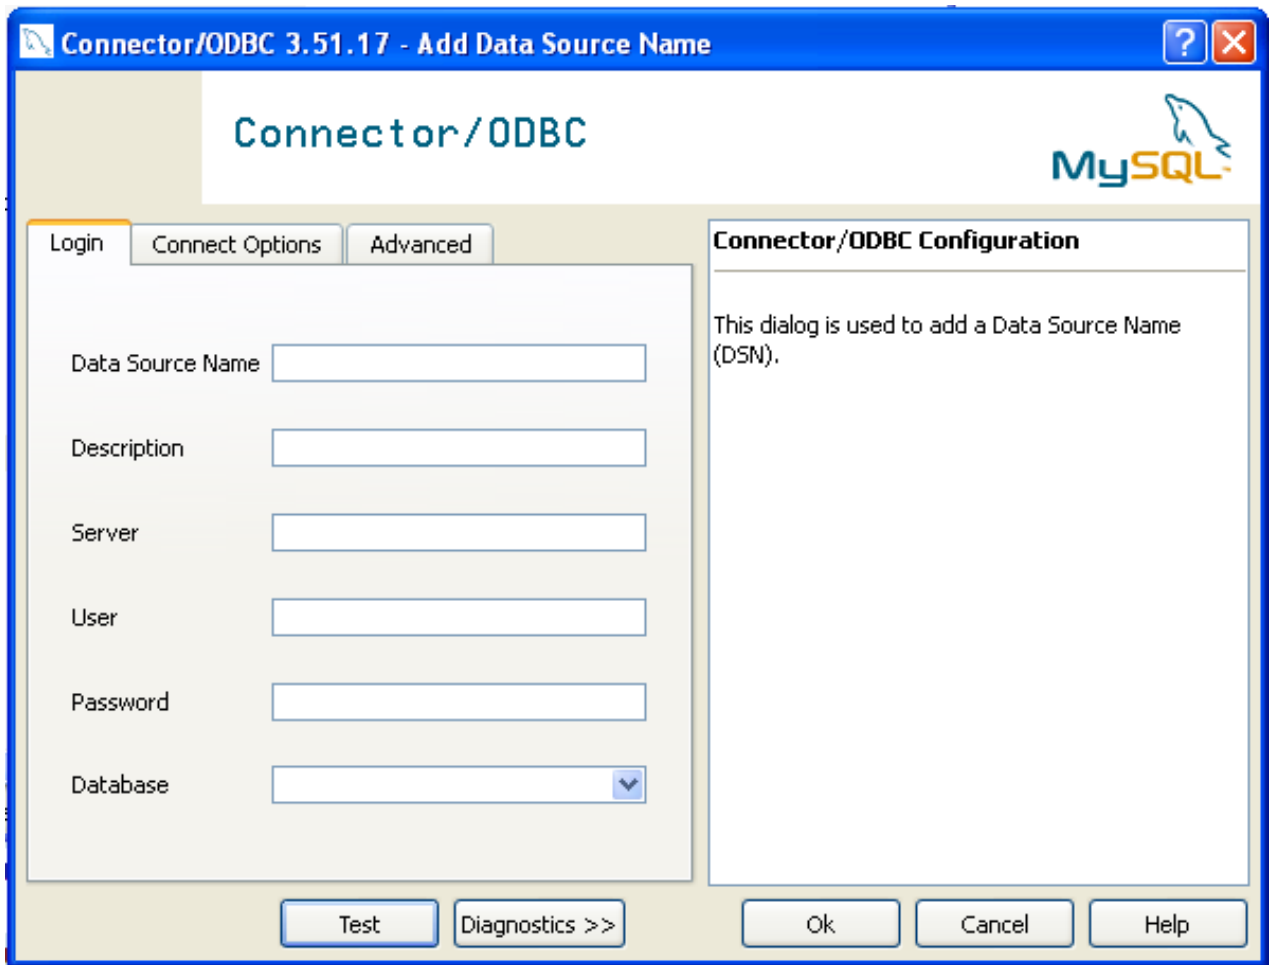 Connector/ODBC 3.51.17 - Add Data Source Name
?
Connector/ODBC
MySQL
Login
Connect Options
Advanced
Connector/ODBC Configuration
This dialog is used to add a Data Source Name
(DSN).
Data Source Name
Description
Server
User
Password
Database
Test
Diagnostics >>
Ok
Cancel
Help